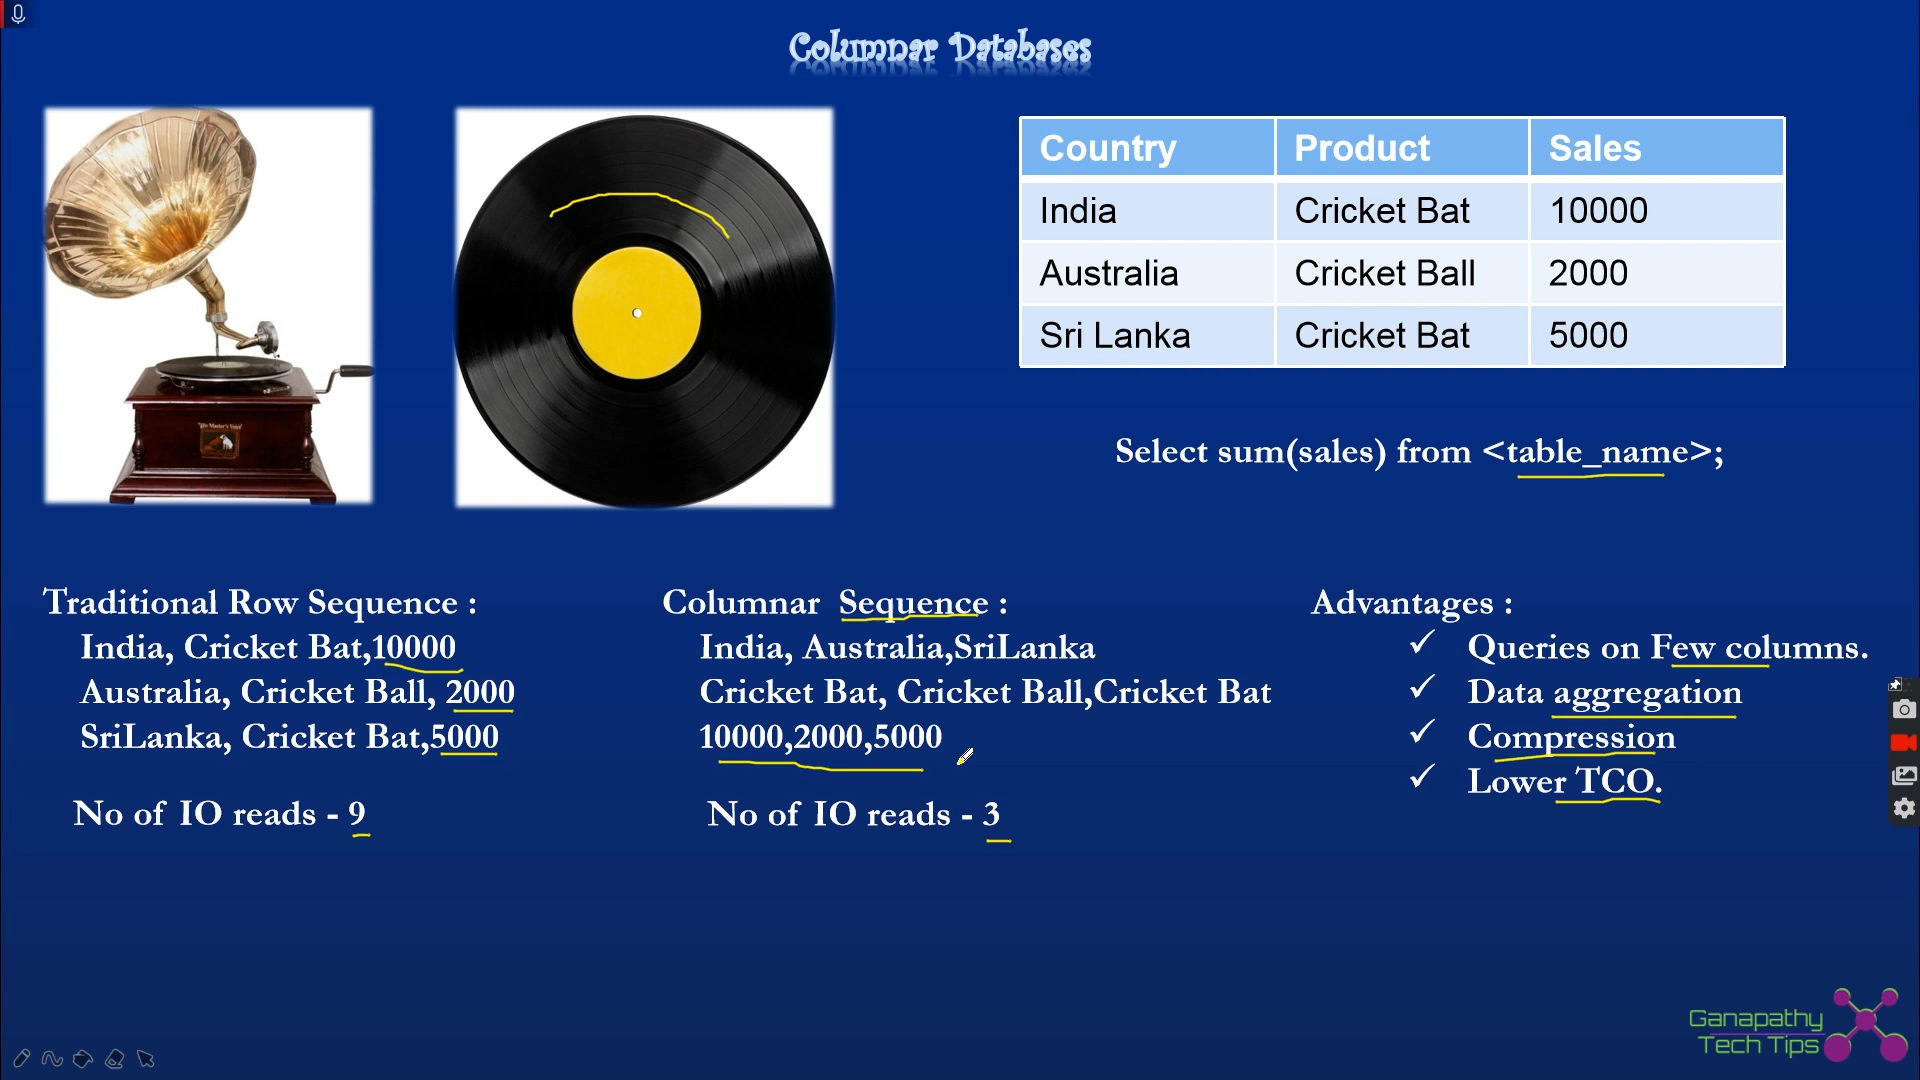 Columnar Databases
Country Product Sales
India Cricket Bat 10000
Australia Cricket Ball 2000
Sri Lanka Cricket Bat 5000
"His Master's Voice"
Select sum(sales) from <table_name>;
Traditional Row Sequence :
India, Cricket Bat,10000
Australia, Cricket Ball, 2000
SriLanka, Cricket Bat,5000
No of IO reads - 9
Columnar Sequence :
India, Australia,SriLanka
Cricket Bat, Cricket Ball,Cricket Bat
10000,2000,5000
No of IO reads - 3
Advantages :
✓ Queries on Few columns.
✓ Data aggregation
✓ Compression
✓ Lower TCO.
Ganapathy
Tech Tips